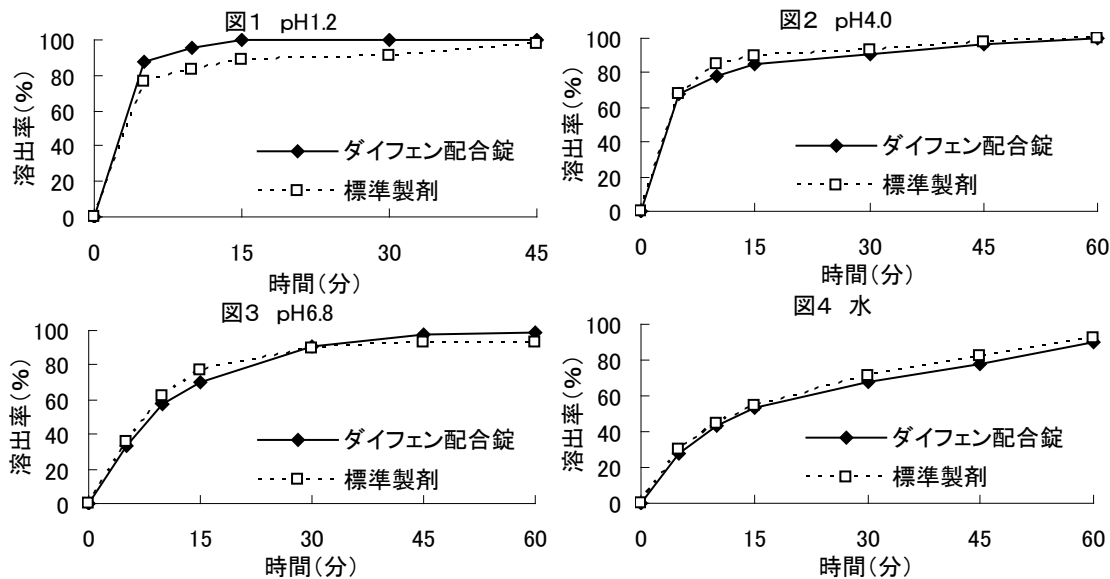 図1 pH1.2
溶出率(%)
100
80
60
40
20
0
ダイフェン配合錠
標準製剤
0 15 30 45
時間(分)
図2 pH4.0
溶出率(%)
100
80
60
40
20
0
ダイフェン配合錠
標準製剤
0 15 30 45 60
時間(分)
図3 pH6.8
溶出率(%)
100
80
60
40
20
0
ダイフェン配合錠
標準製剤
0 15 30 45 60
時間(分)
図4 水
溶出率(%)
100
80
60
40
20
0
ダイフェン配合錠
標準製剤
0 15 30 45 60
時間(分)